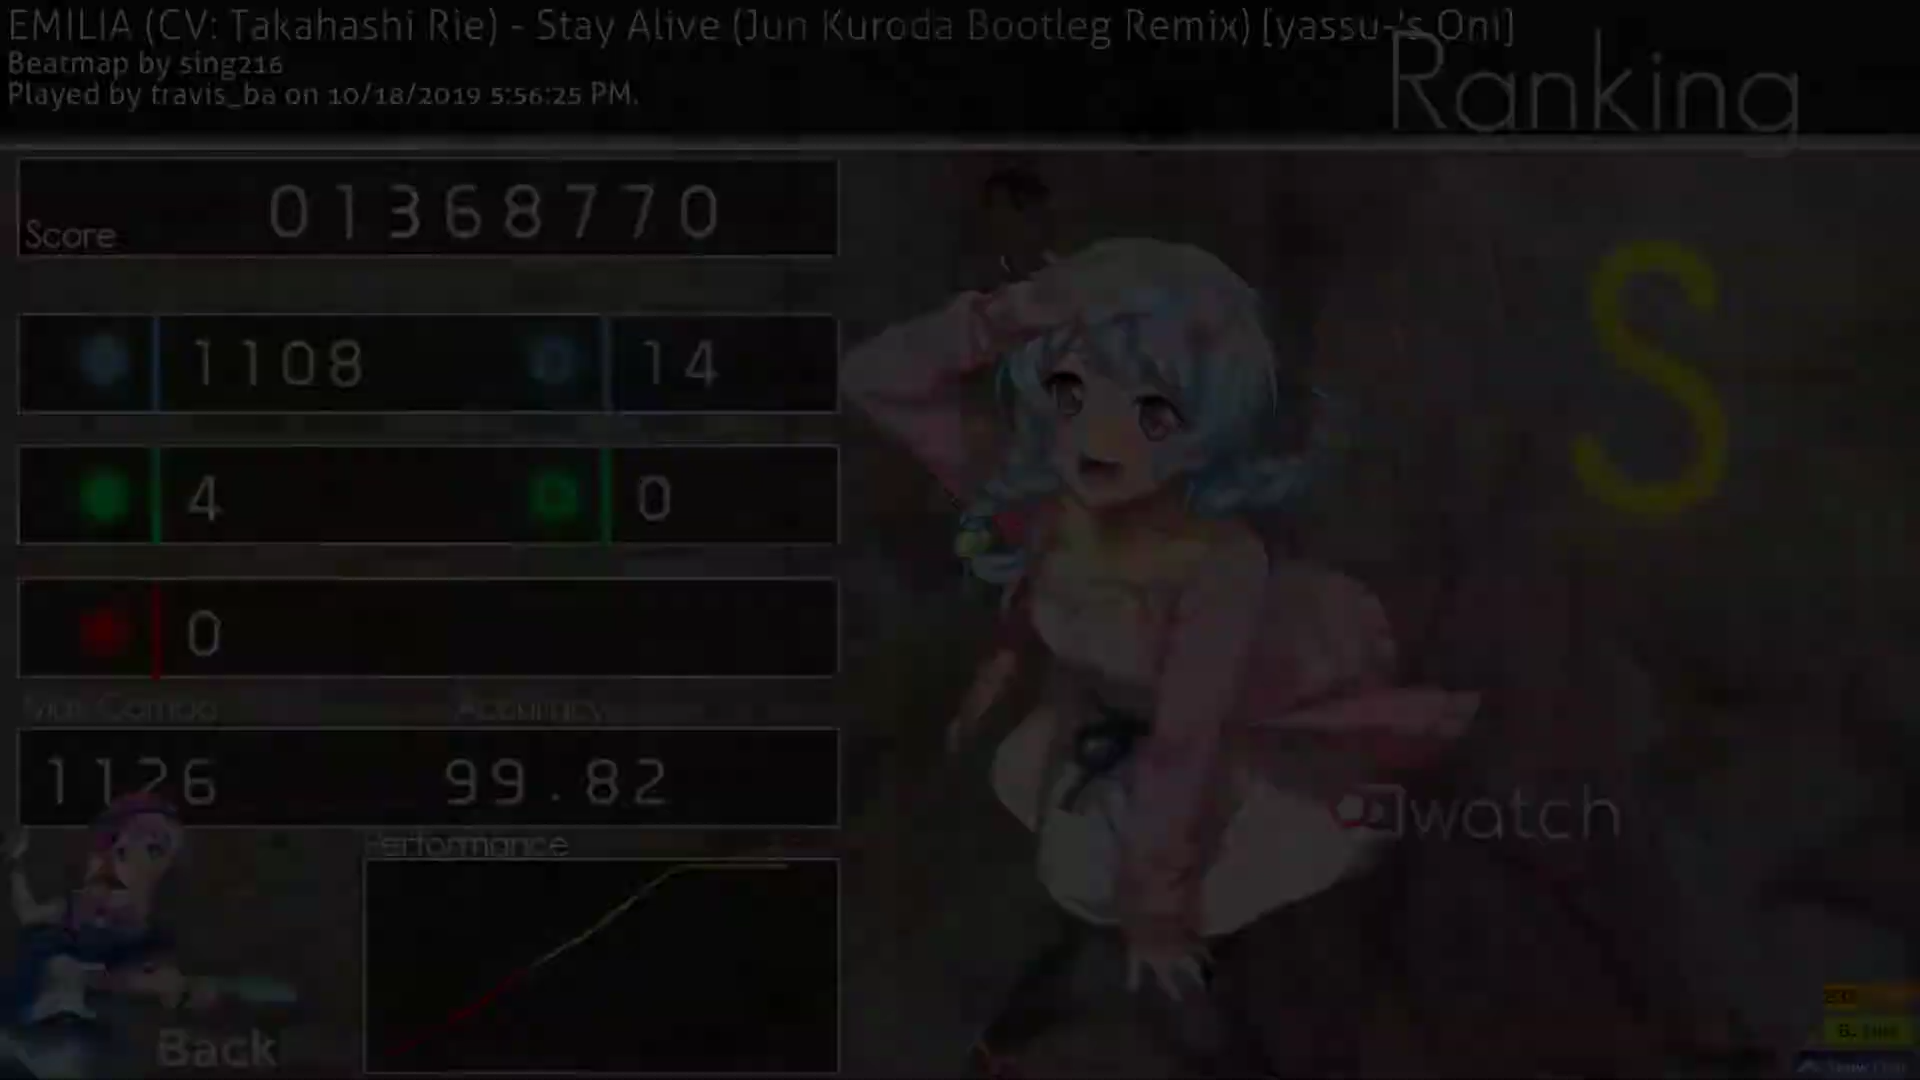 EMILIA (CV: Takahashi Rie) - Stay Alive (Jun Kuroda Bootleg Remix) [yassu-'s Oni]
Beatmap by sing216
Played by travis_ba on 10/18/2019 5:56:25 PM.
Ranking
Score 01368770
S
1108 14
4 0
0
Max Combo Accuracy
1126 99.82
watch
Performance
Back